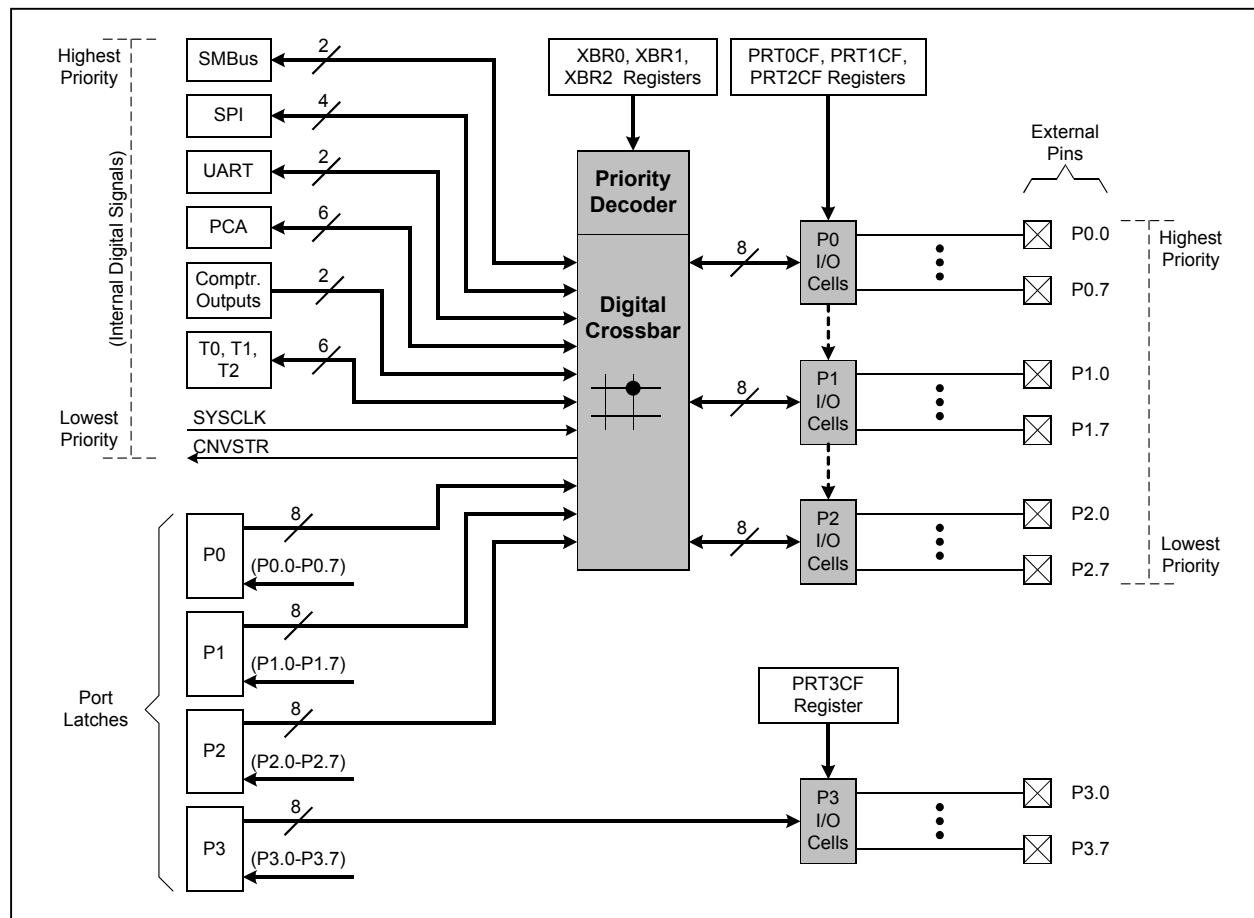 Highest
Priority
(Internal Digital Signals)
Lowest
Priority
SMBus
2
SPI
4
UART
2
PCA
6
Comptr.
Outputs
2
T0, T1,
T2
6
SYSCLK
CNVSTR
XBR0, XBR1,
XBR2 Registers
PRT0CF, PRT1CF,
PRT2CF Registers
Priority
Decoder
Digital
Crossbar
8
8
8
P0
I/O
Cells
P1
I/O
Cells
P2
I/O
Cells
External
Pins
P0.0
P0.7
P1.0
P1.7
P2.0
P2.7
Highest
Priority
Lowest
Priority
Port
Latches
P0
8
(P0.0-P0.7)
P1
8
(P1.0-P1.7)
P2
8
(P2.0-P2.7)
P3
8
(P3.0-P3.7)
PRT3CF
Register
P3
I/O
Cells
P3.0
P3.7